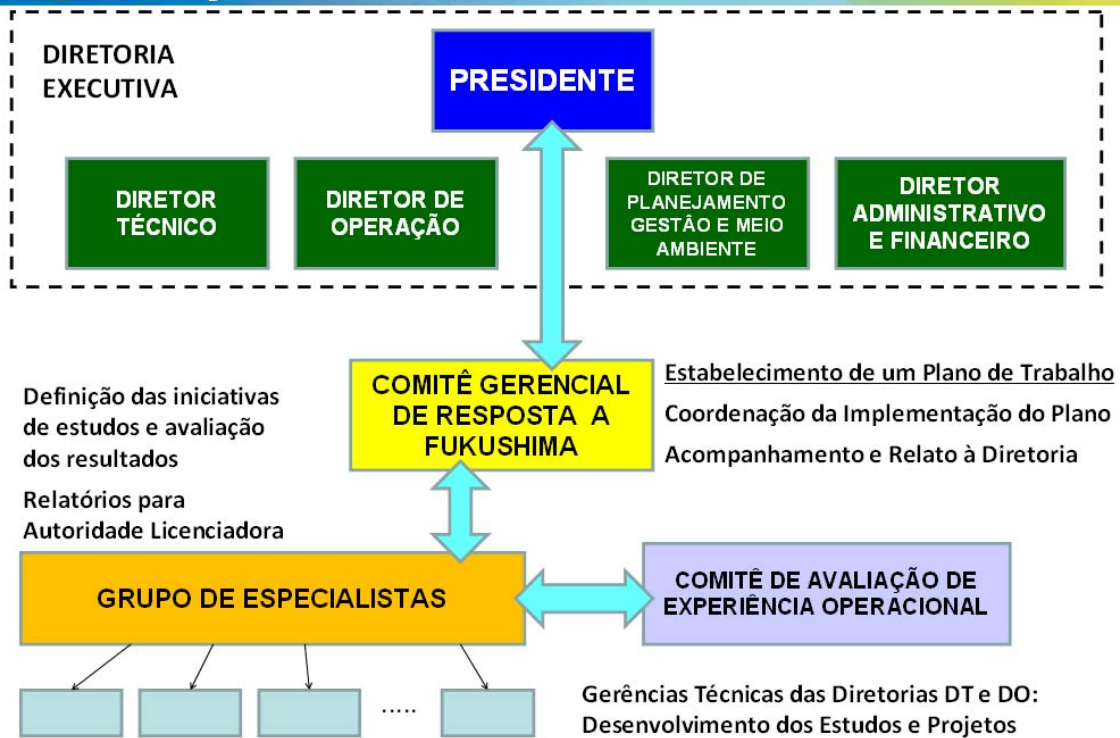 DIRETORIA
EXECUTIVA
PRESIDENTE
DIRETOR
TÉCNICO
DIRETOR DE
OPERAÇÃO
DIRETOR DE
PLANEJAMENTO
GESTÃO E MEIO
AMBIENTE
DIRETOR
ADMINISTRATIVO
E FINANCEIRO
COMITÊ GERENCIAL
DE RESPOSTA A
FUKUSHIMA
Estabelecimento de um Plano de Trabalho
Coordenação da Implementação do Plano
Acompanhamento e Relato à Diretoria
Definição das iniciativas
de estudos e avaliação
dos resultados
Relatórios para
Autoridade Licenciadora
GRUPO DE ESPECIALISTAS
COMITÊ DE AVALIAÇÃO DE
EXPERIÊNCIA OPERACIONAL
.....
Gerências Técnicas das Diretorias DT e DO:
Desenvolvimento dos Estudos e Projetos